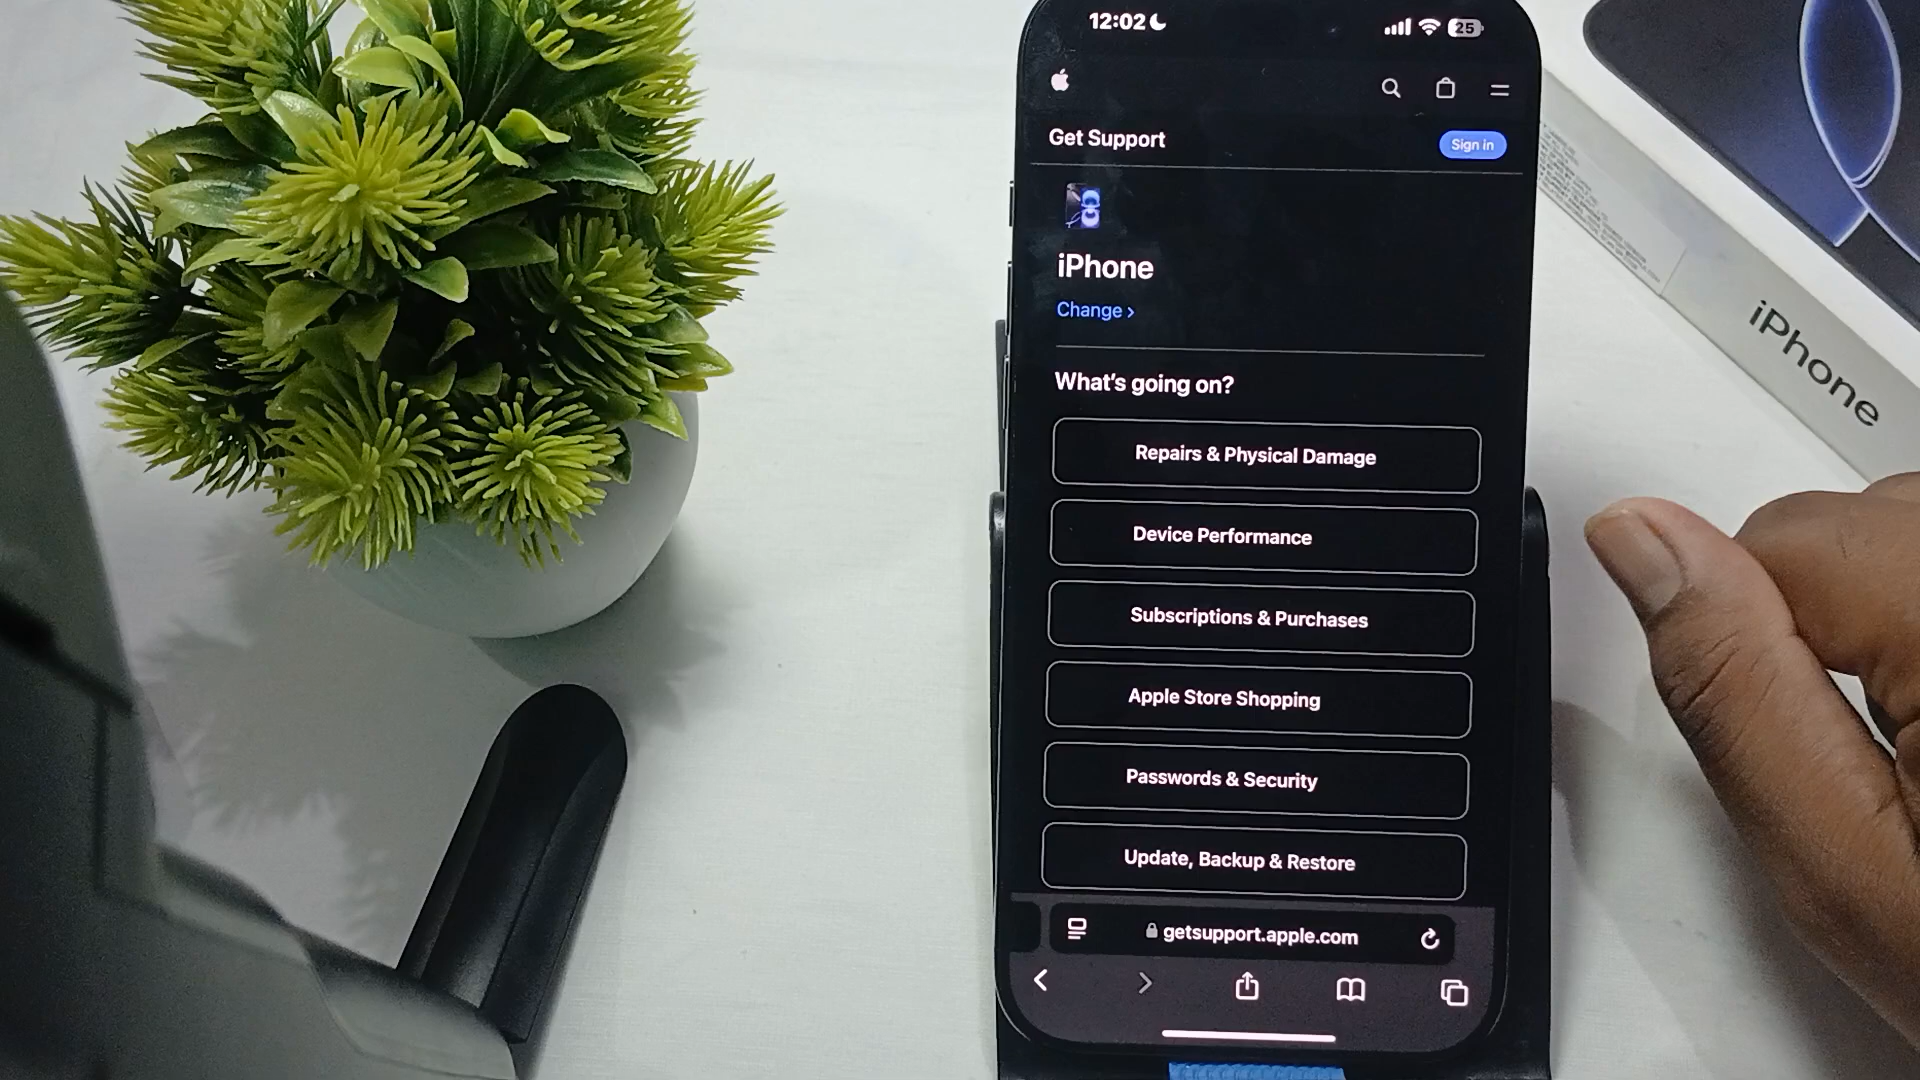 12:02
25
Get Support
Sign in
iPhone
Change >
What's going on?
Repairs & Physical Damage
Device Performance
Subscriptions & Purchases
Apple Store Shopping
Passwords & Security
Update, Backup & Restore
getsupport.apple.com
iPhone